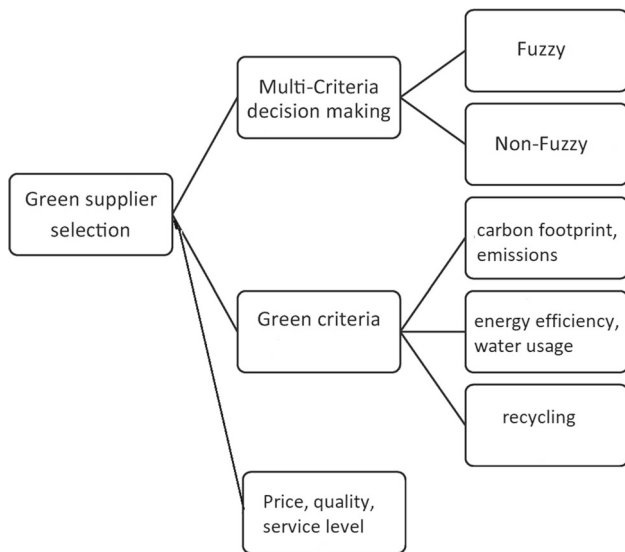 Green supplier
selection
Multi-Criteria
decision making
Fuzzy
Non-Fuzzy
Green criteria
carbon footprint,
emissions
energy efficiency,
water usage
recycling
Price, quality,
service level